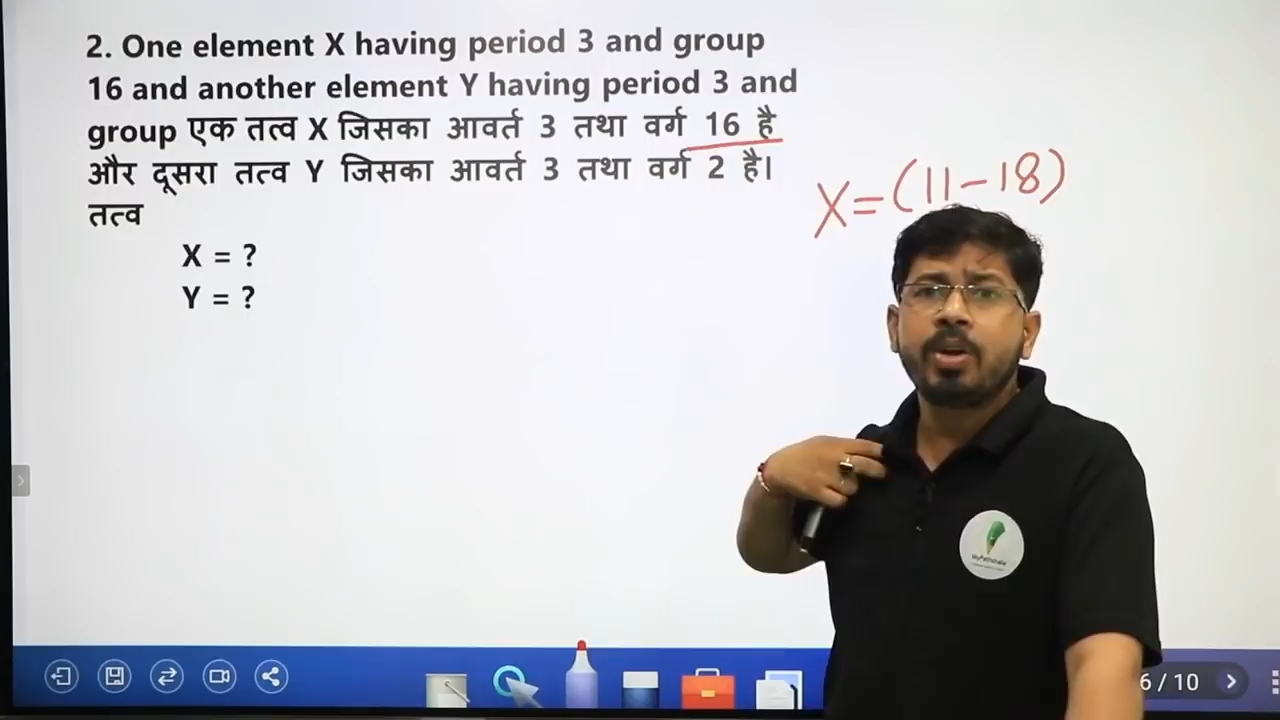 2. One element X having period 3 and group
16 and another element Y having period 3 and
group एक तत्व X जिसका आवर्त 3 तथा वर्ग 16 है
और दूसरा तत्व Y जिसका आवर्त 3 तथा वर्ग 2 है।
तत्व
X = ?
Y = ?
X=(11-18)
MyPathshala
6 / 10